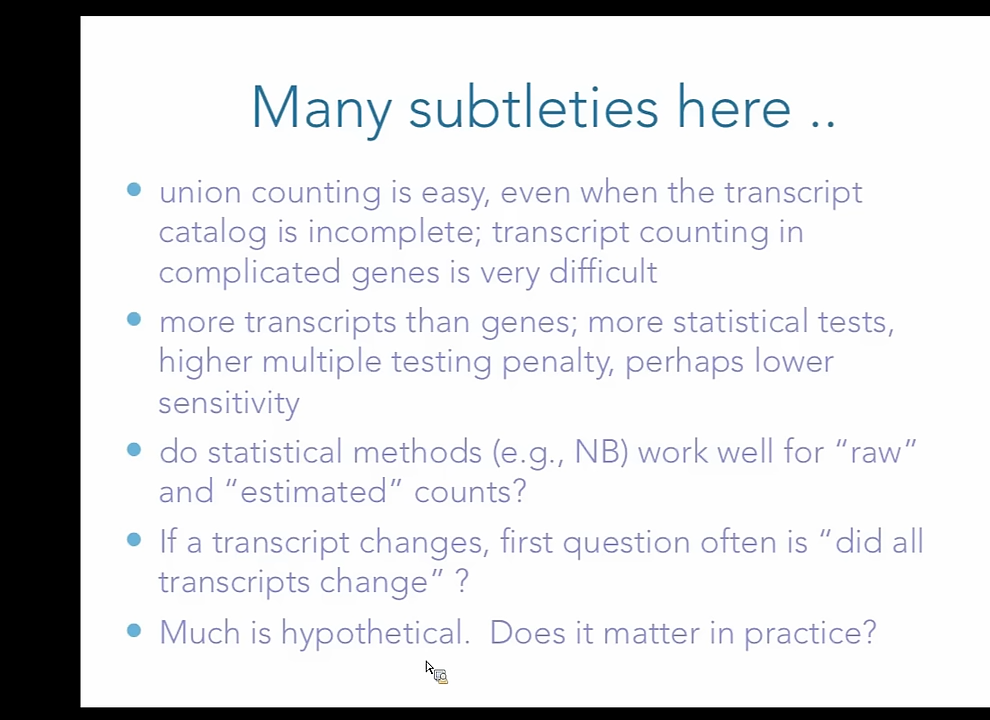 Many subtleties here ..
• union counting is easy, even when the transcript
catalog is incomplete; transcript counting in
complicated genes is very difficult
• more transcripts than genes; more statistical tests,
higher multiple testing penalty, perhaps lower
sensitivity
• do statistical methods (e.g., NB) work well for “raw”
and “estimated” counts?
• If a transcript changes, first question often is “did all
transcripts change” ?
• Much is hypothetical.  Does it matter in practice?